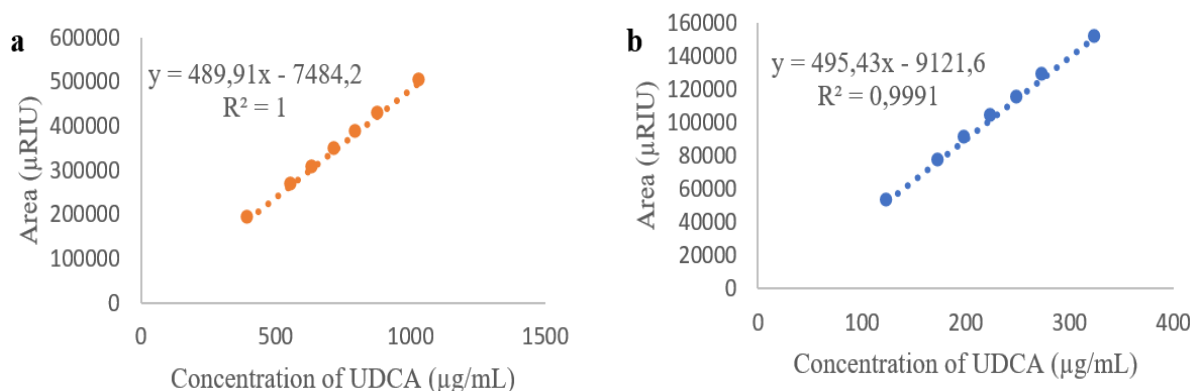 a
600000
500000
400000
300000
200000
100000
0
y = 489,91x - 7484,2
R² = 1
Area (µRIU)
0 500 1000 1500
Concentration of UDCA (µg/mL)
b
160000
140000
120000
100000
80000
60000
40000
20000
0
y = 495,43x - 9121,6
R² = 0,9991
Area (µRIU)
0 100 200 300 400
Concentration of UDCA (µg/mL)